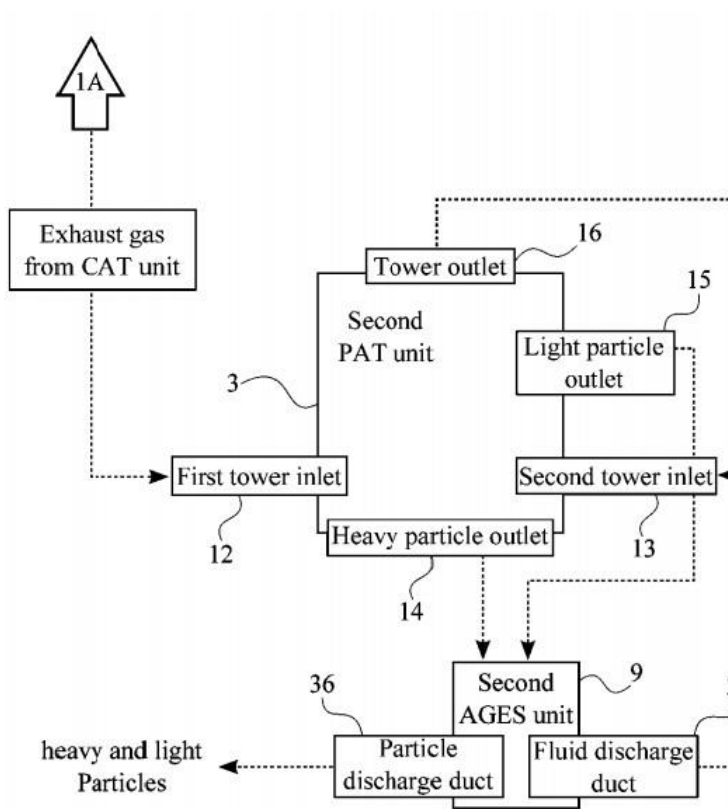 1A
Exhaust gas
from CAT unit
16
Tower outlet
15
Second
PAT unit
Light particle
outlet
3
First tower inlet
Second tower inlet
12
Heavy particle outlet
13
14
36
Second
AGES unit
9
heavy and light
Particles
Particle
discharge duct
Fluid discharge
duct